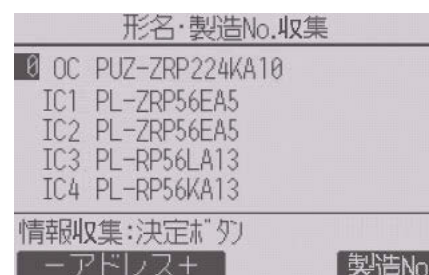 形名・製造No.収集
0 OC PUZ-ZRP224KA10
IC1 PL-ZRP56EA5
IC2 PL-ZRP56EA5
IC3 PL-RP56LA13
IC4 PL-RP56KA13
情報収集:決定ボタン
－アドレス＋ 製造No